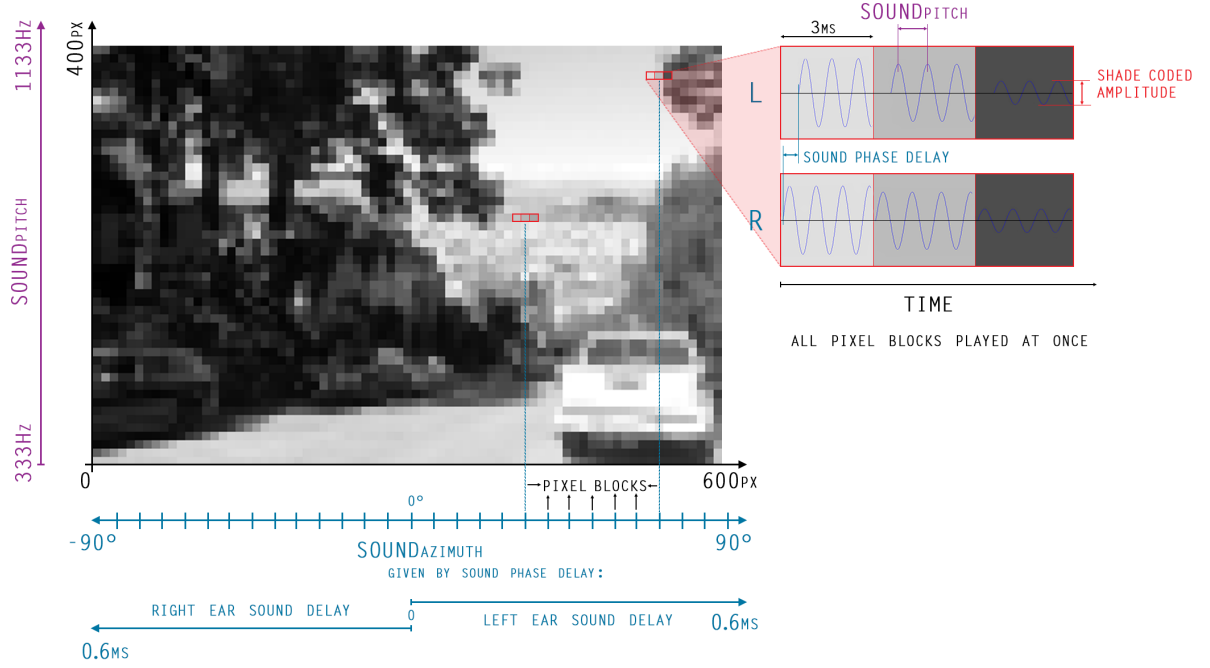 SOUNDPITCH
3MS
1133HZ
400PX
L
SHADE CODED
AMPLITUDE
SOUND PHASE DELAY
SOUNDPITCH
R
TIME
ALL PIXEL BLOCKS PLAYED AT ONCE
333HZ
0
PIXEL BLOCKS
600PX
0°
-90°
SOUNDAZIMUTH
90°
GIVEN BY SOUND PHASE DELAY:
RIGHT EAR SOUND DELAY
0
LEFT EAR SOUND DELAY
0.6MS
0.6MS